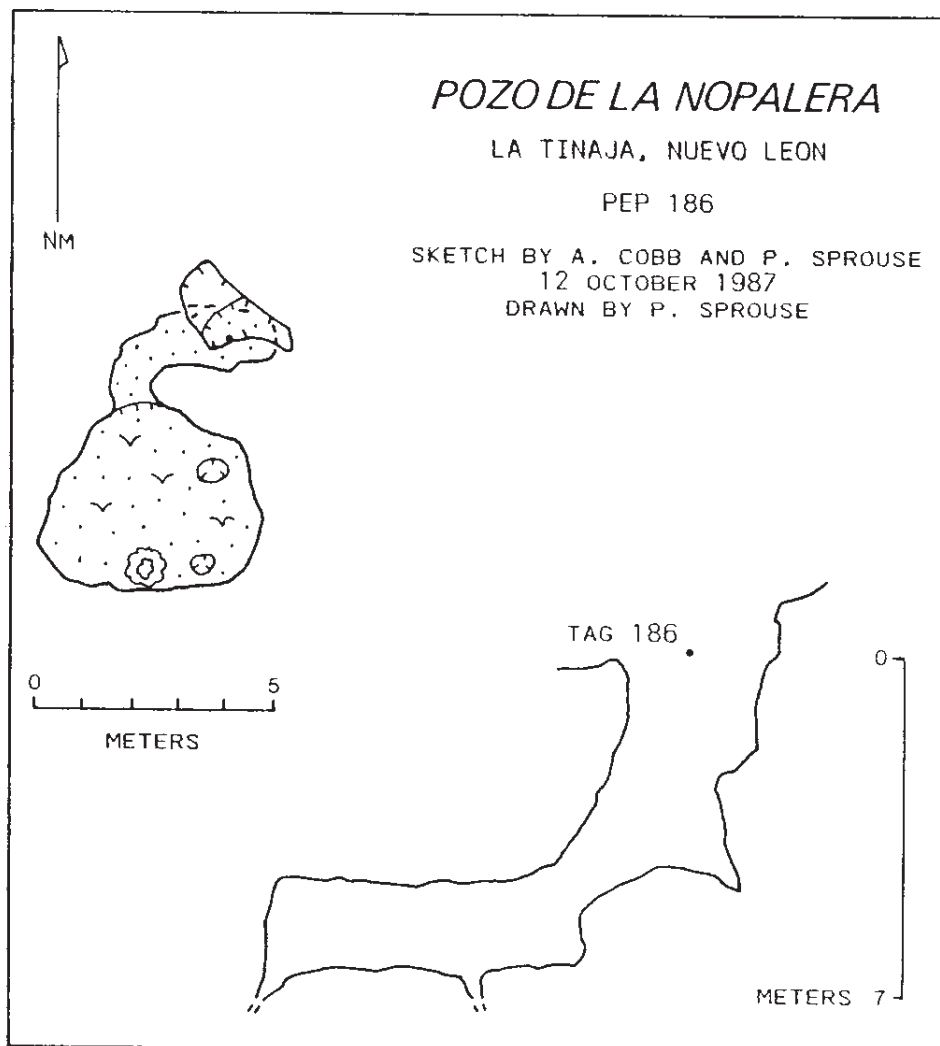 POZO DE LA NOPALERA
LA TINAJA, NUEVO LEON
PEP 186
SKETCH BY A. COBB AND P. SPROUSE
12 OCTOBER 1987
DRAWN BY P. SPROUSE
NM
0 5
METERS
TAG 186
0
METERS 7